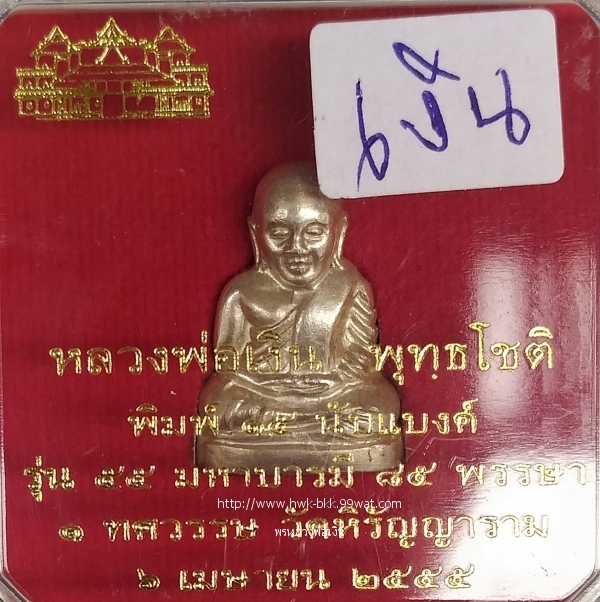 เงิน
หลวงพ่อเงิน พุทธโชติ
พิมพ์ ๑๕ นักแบงค์
รุ่น ๕๕ มหาบารมี ๘๕ พรรษา
http://www.hwk-bkk.99wat.com
๑ ทศวรรษ วัดหิรัญญาราม
๖ เมษายน ๒๕๕๕